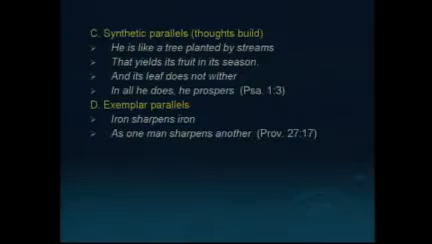 C. Synthetic parallels (thoughts build)
He is like a tree planted by streams
That yields its fruit in its season.
And its leaf does not wither
In all he does, he prospers (Psa. 1:3)
D. Exemplar parallels
Iron sharpens iron
As one man sharpens another (Prov. 27:17)